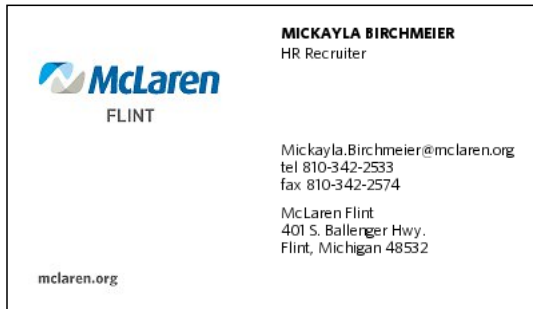 McLaren
FLINT
mclaren.org
MICKAYLA BIRCHMEIER
HR Recruiter
Mickayla.Birchmeier@mclaren.org
tel 810-342-2533
fax 810-342-2574
McLaren Flint
401 S. Ballenger Hwy.
Flint, Michigan 48532